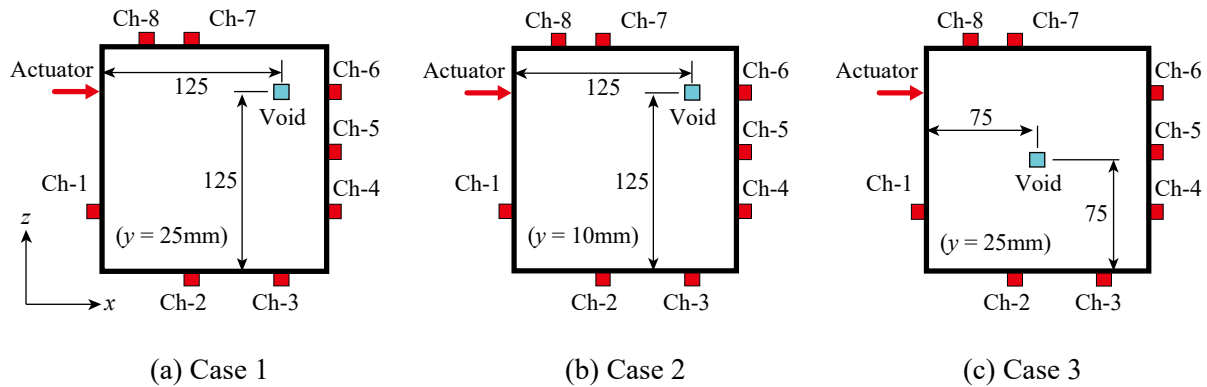 Ch-8 Ch-7
Actuator
125
Ch-6
Void
Ch-5
125
Ch-1
Ch-4
z
(y = 25mm)
x
Ch-2 Ch-3
(a) Case 1
Ch-8 Ch-7
Actuator
125
Ch-6
Void
Ch-5
125
Ch-1
Ch-4
(y = 10mm)
Ch-2 Ch-3
(b) Case 2
Ch-8 Ch-7
Actuator
Ch-6
75
Ch-5
Void
Ch-1
Ch-4
75
(y = 25mm)
Ch-2 Ch-3
(c) Case 3